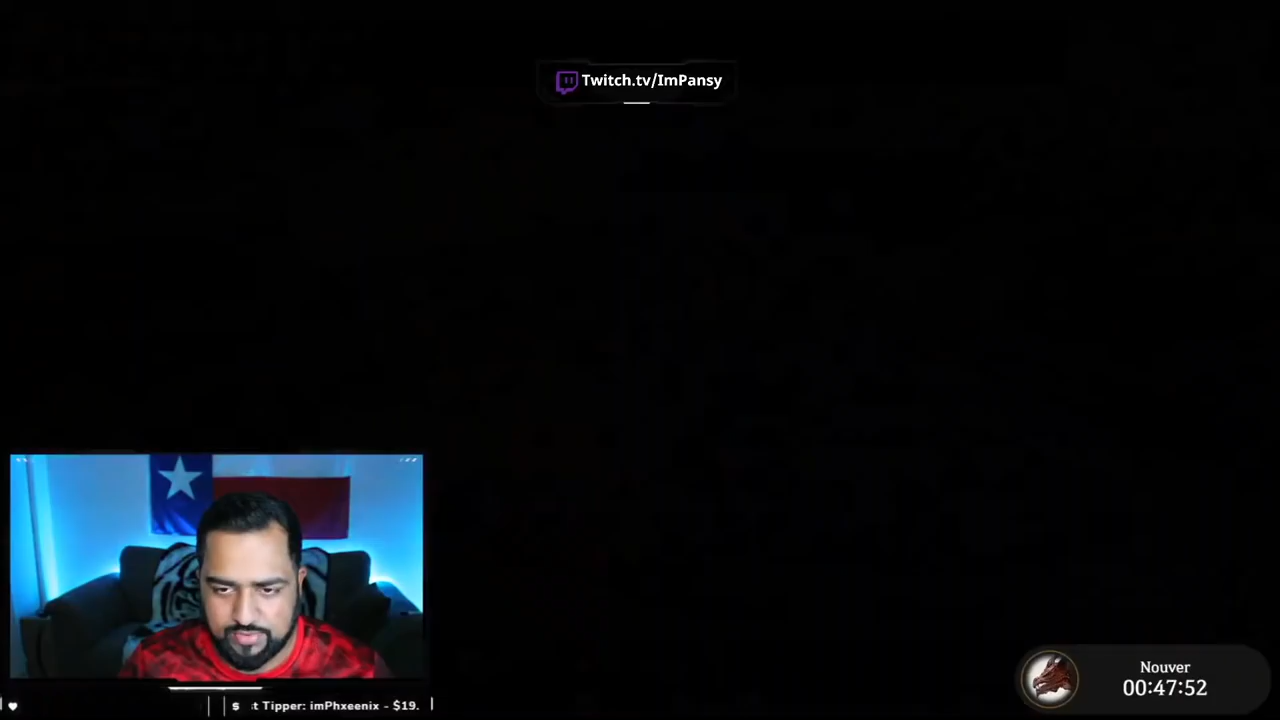 Twitch.tv/ImPansy
$ t Tipper: imPhxeenix - $19.
Nouver
00:47:52